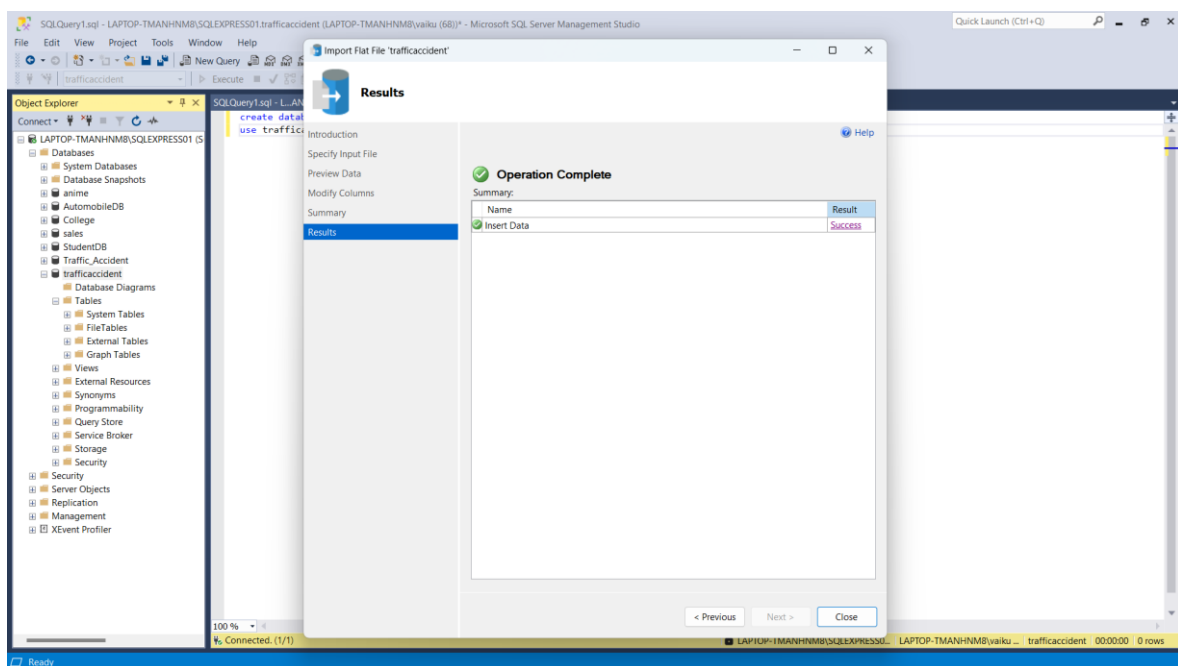 SQLQuery1.sql - LAPTOP-TMANHNM8\SQLEXPRESS01.trafficaccident (LAPTOP-TMANHNM8\vaiku (68))* - Microsoft SQL Server Management Studio
Quick Launch (Ctrl+Q)
File Edit View Project Tools Window Help
New Query
trafficaccident
Execute
Object Explorer
Connect
LAPTOP-TMANHNM8\SQLEXPRESS01 (S
Databases
System Databases
Database Snapshots
anime
AutomobileDB
College
sales
StudentDB
Traffic_Accident
trafficaccident
Database Diagrams
Tables
System Tables
FileTables
External Tables
Graph Tables
Views
External Resources
Synonyms
Programmability
Query Store
Service Broker
Storage
Security
Security
Server Objects
Replication
Management
XEvent Profiler
SQLQuery1.sql - L...AN
create datab
use traffica
100 %
Connected. (1/1)
Import Flat File 'trafficaccident'
Results
Introduction
Specify Input File
Preview Data
Modify Columns
Summary
Results
Help
Operation Complete
Summary:
Name Result
Insert Data Success
< Previous Next > Close
LAPTOP-TMANHNM8\SQLEXPRESS0... LAPTOP-TMANHNM8\vaiku ... trafficaccident 00:00:00 0 rows
Ready